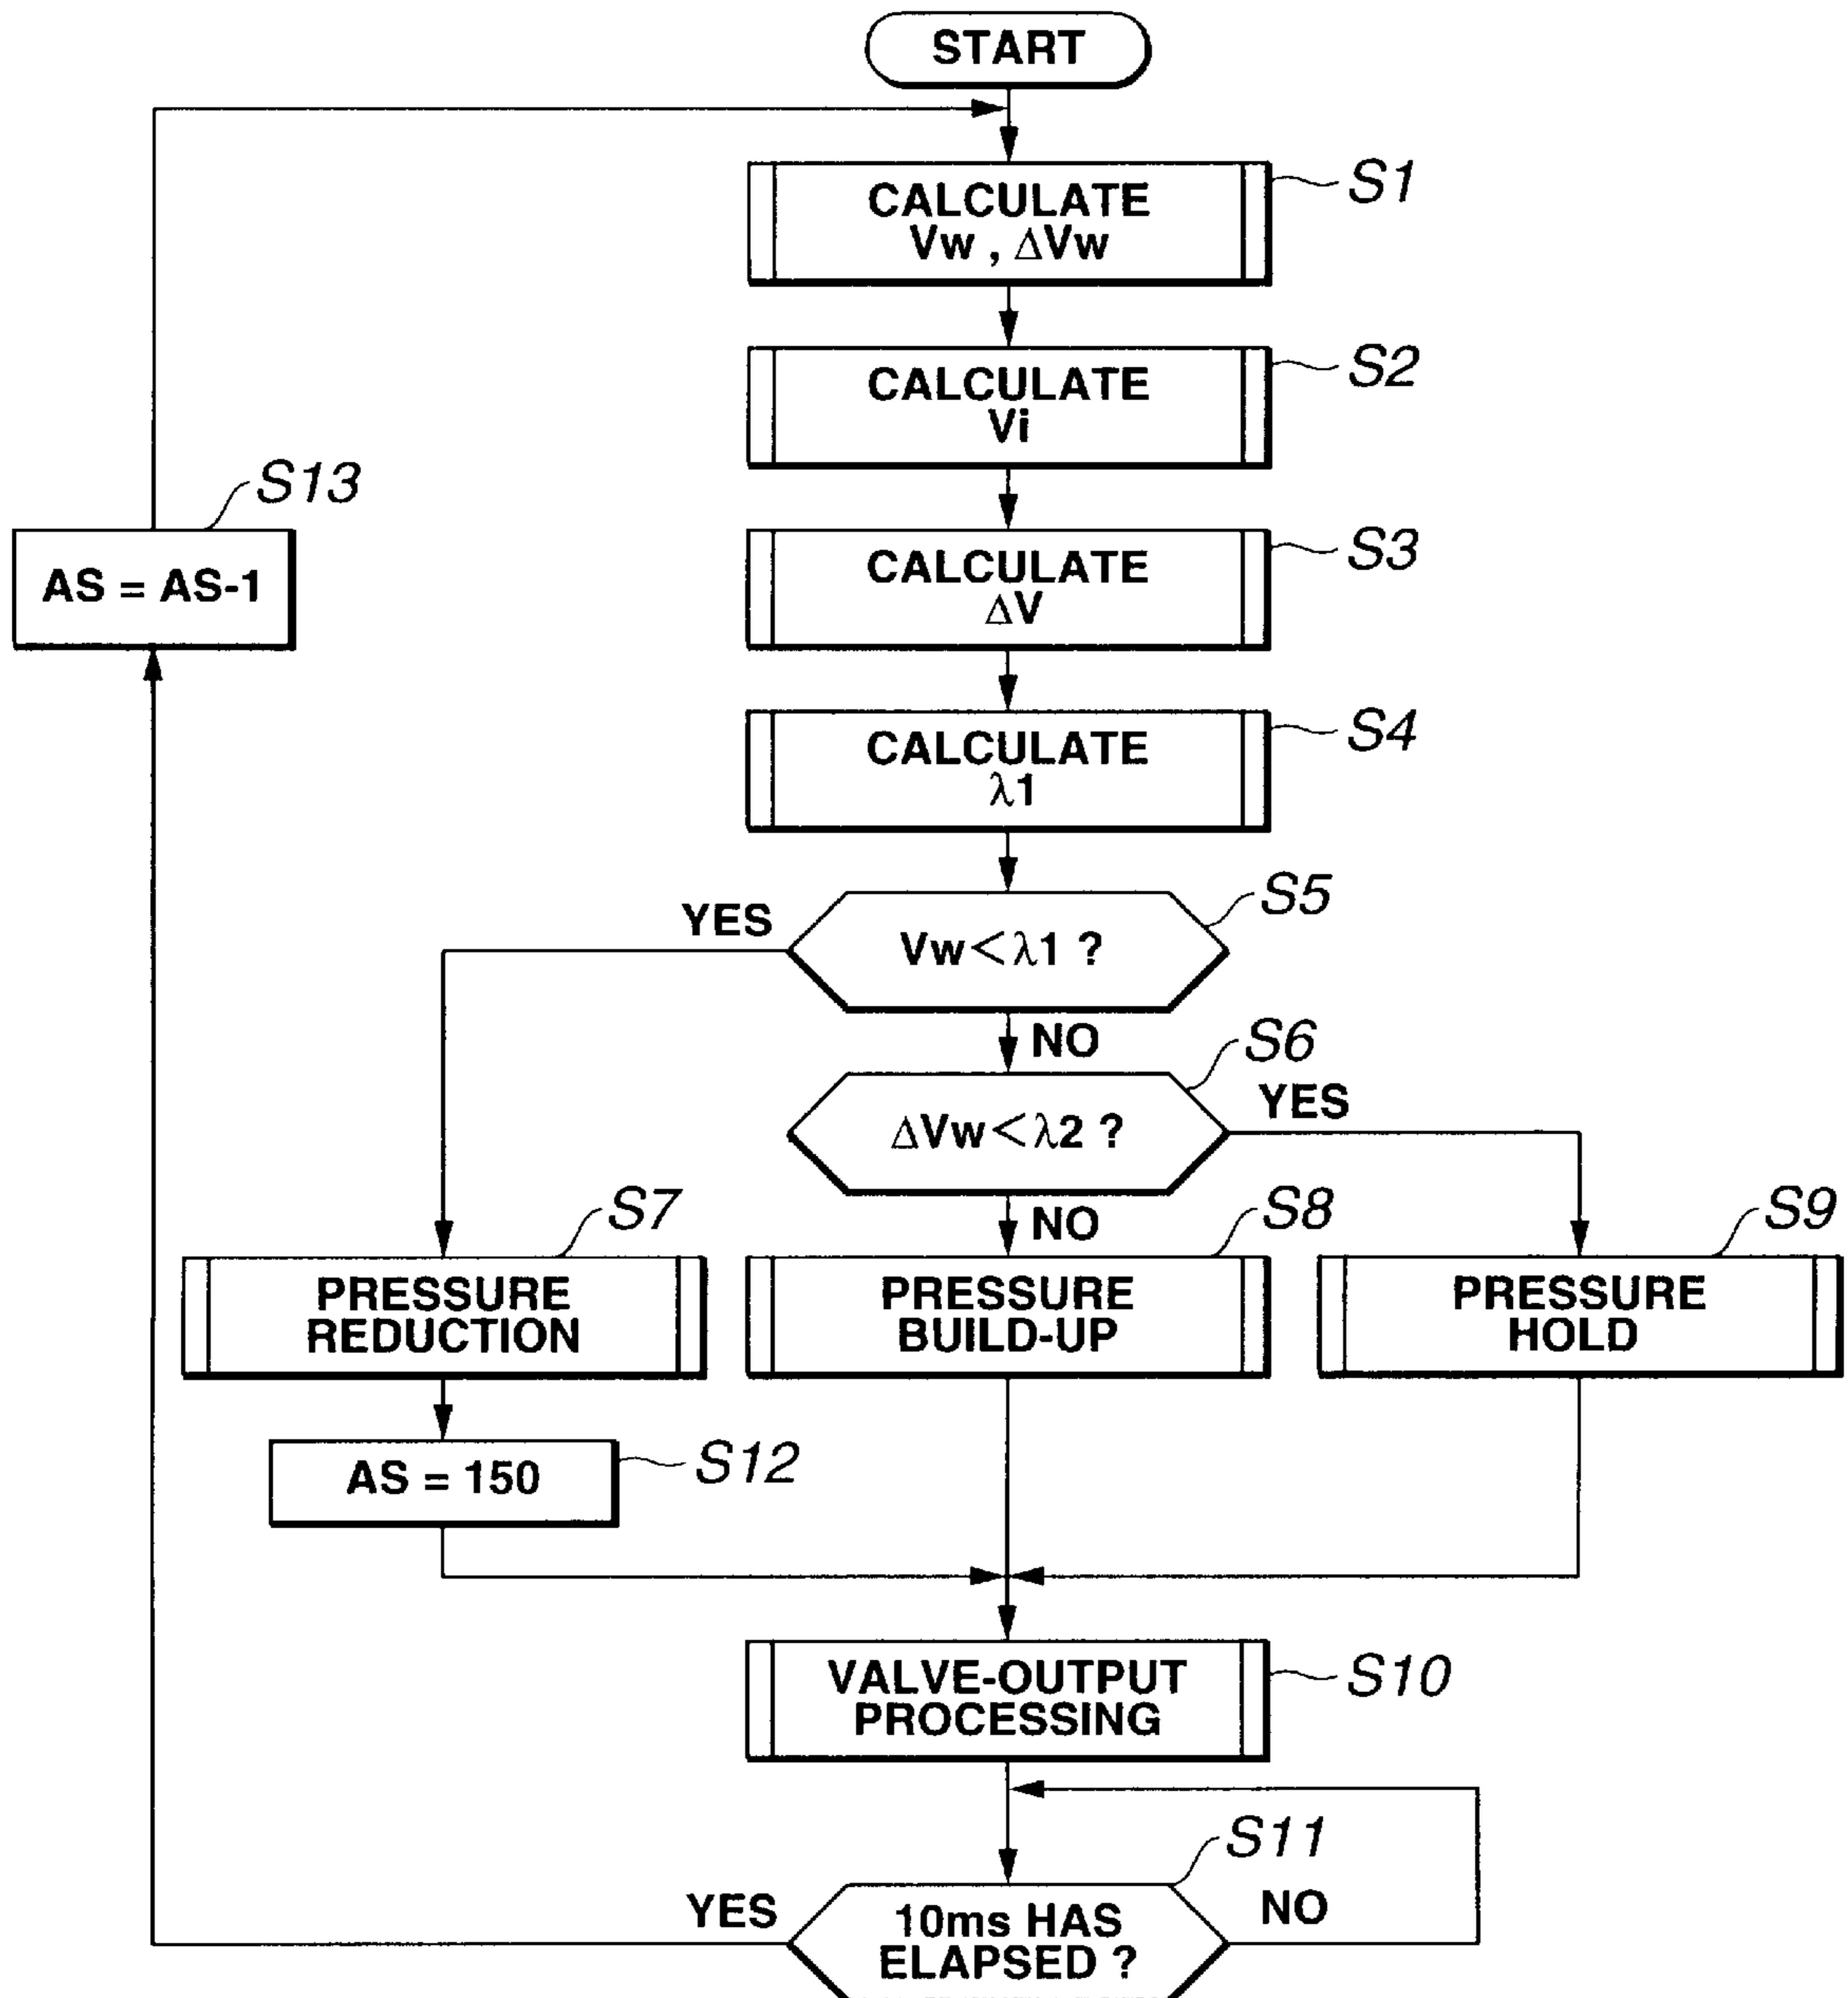 START
CALCULATE
Vw , ΔVw
S1
CALCULATE
Vi
S2
S13
AS = AS-1
CALCULATE
ΔV
S3
CALCULATE
λ1
S4
YES
Vw<λ1 ?
S5
NO
ΔVw<λ2 ?
S6
YES
NO
S7
PRESSURE
REDUCTION
S8
PRESSURE
BUILD-UP
S9
PRESSURE
HOLD
AS = 150
S12
VALVE-OUTPUT
PROCESSING
S10
YES
10ms HAS
ELAPSED ?
S11
NO